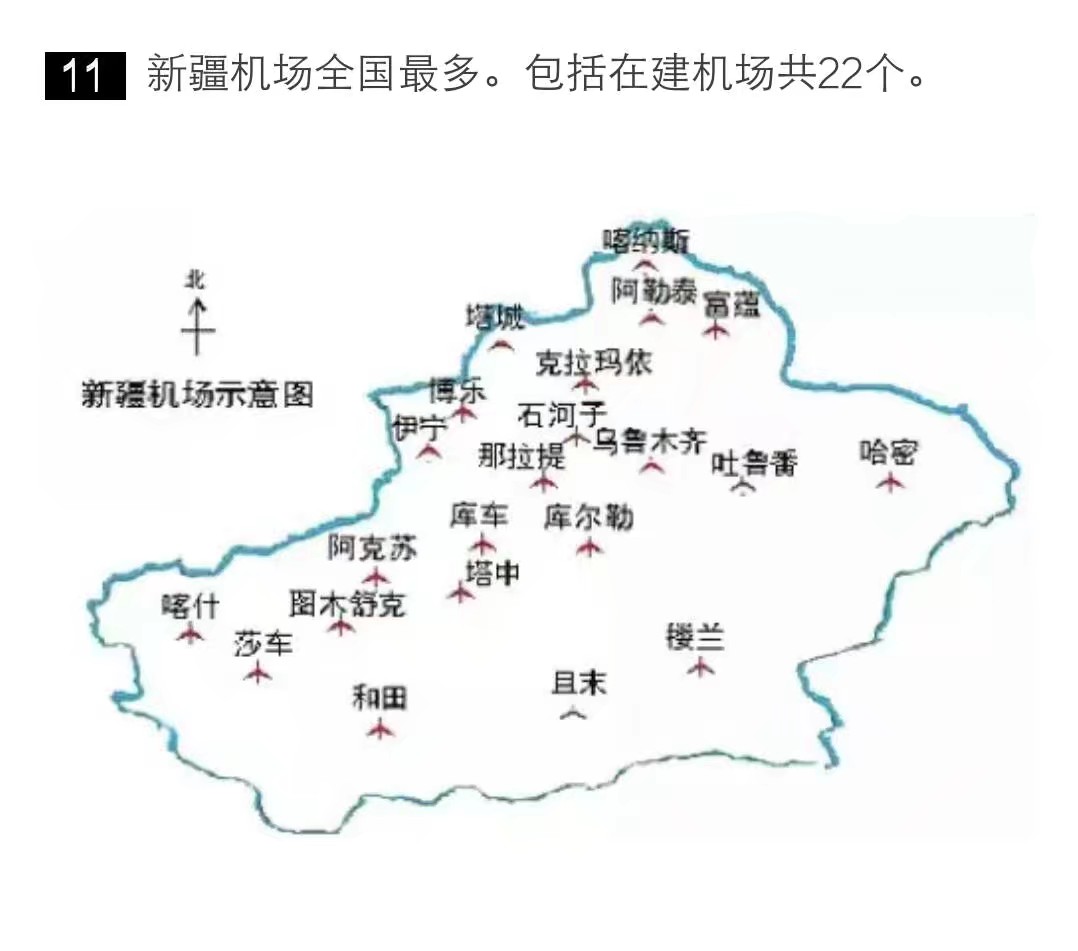 11 新疆机场全国最多。包括在建机场共22个。
喀纳斯
北
阿勒泰
富蕴
塔城
克拉玛依
新疆机场示意图
博乐
石河子
伊宁
乌鲁木齐
那拉提
吐鲁番
哈密
库车
库尔勒
阿克苏
塔中
喀什
图木舒克
莎车
楼兰
和田
且末